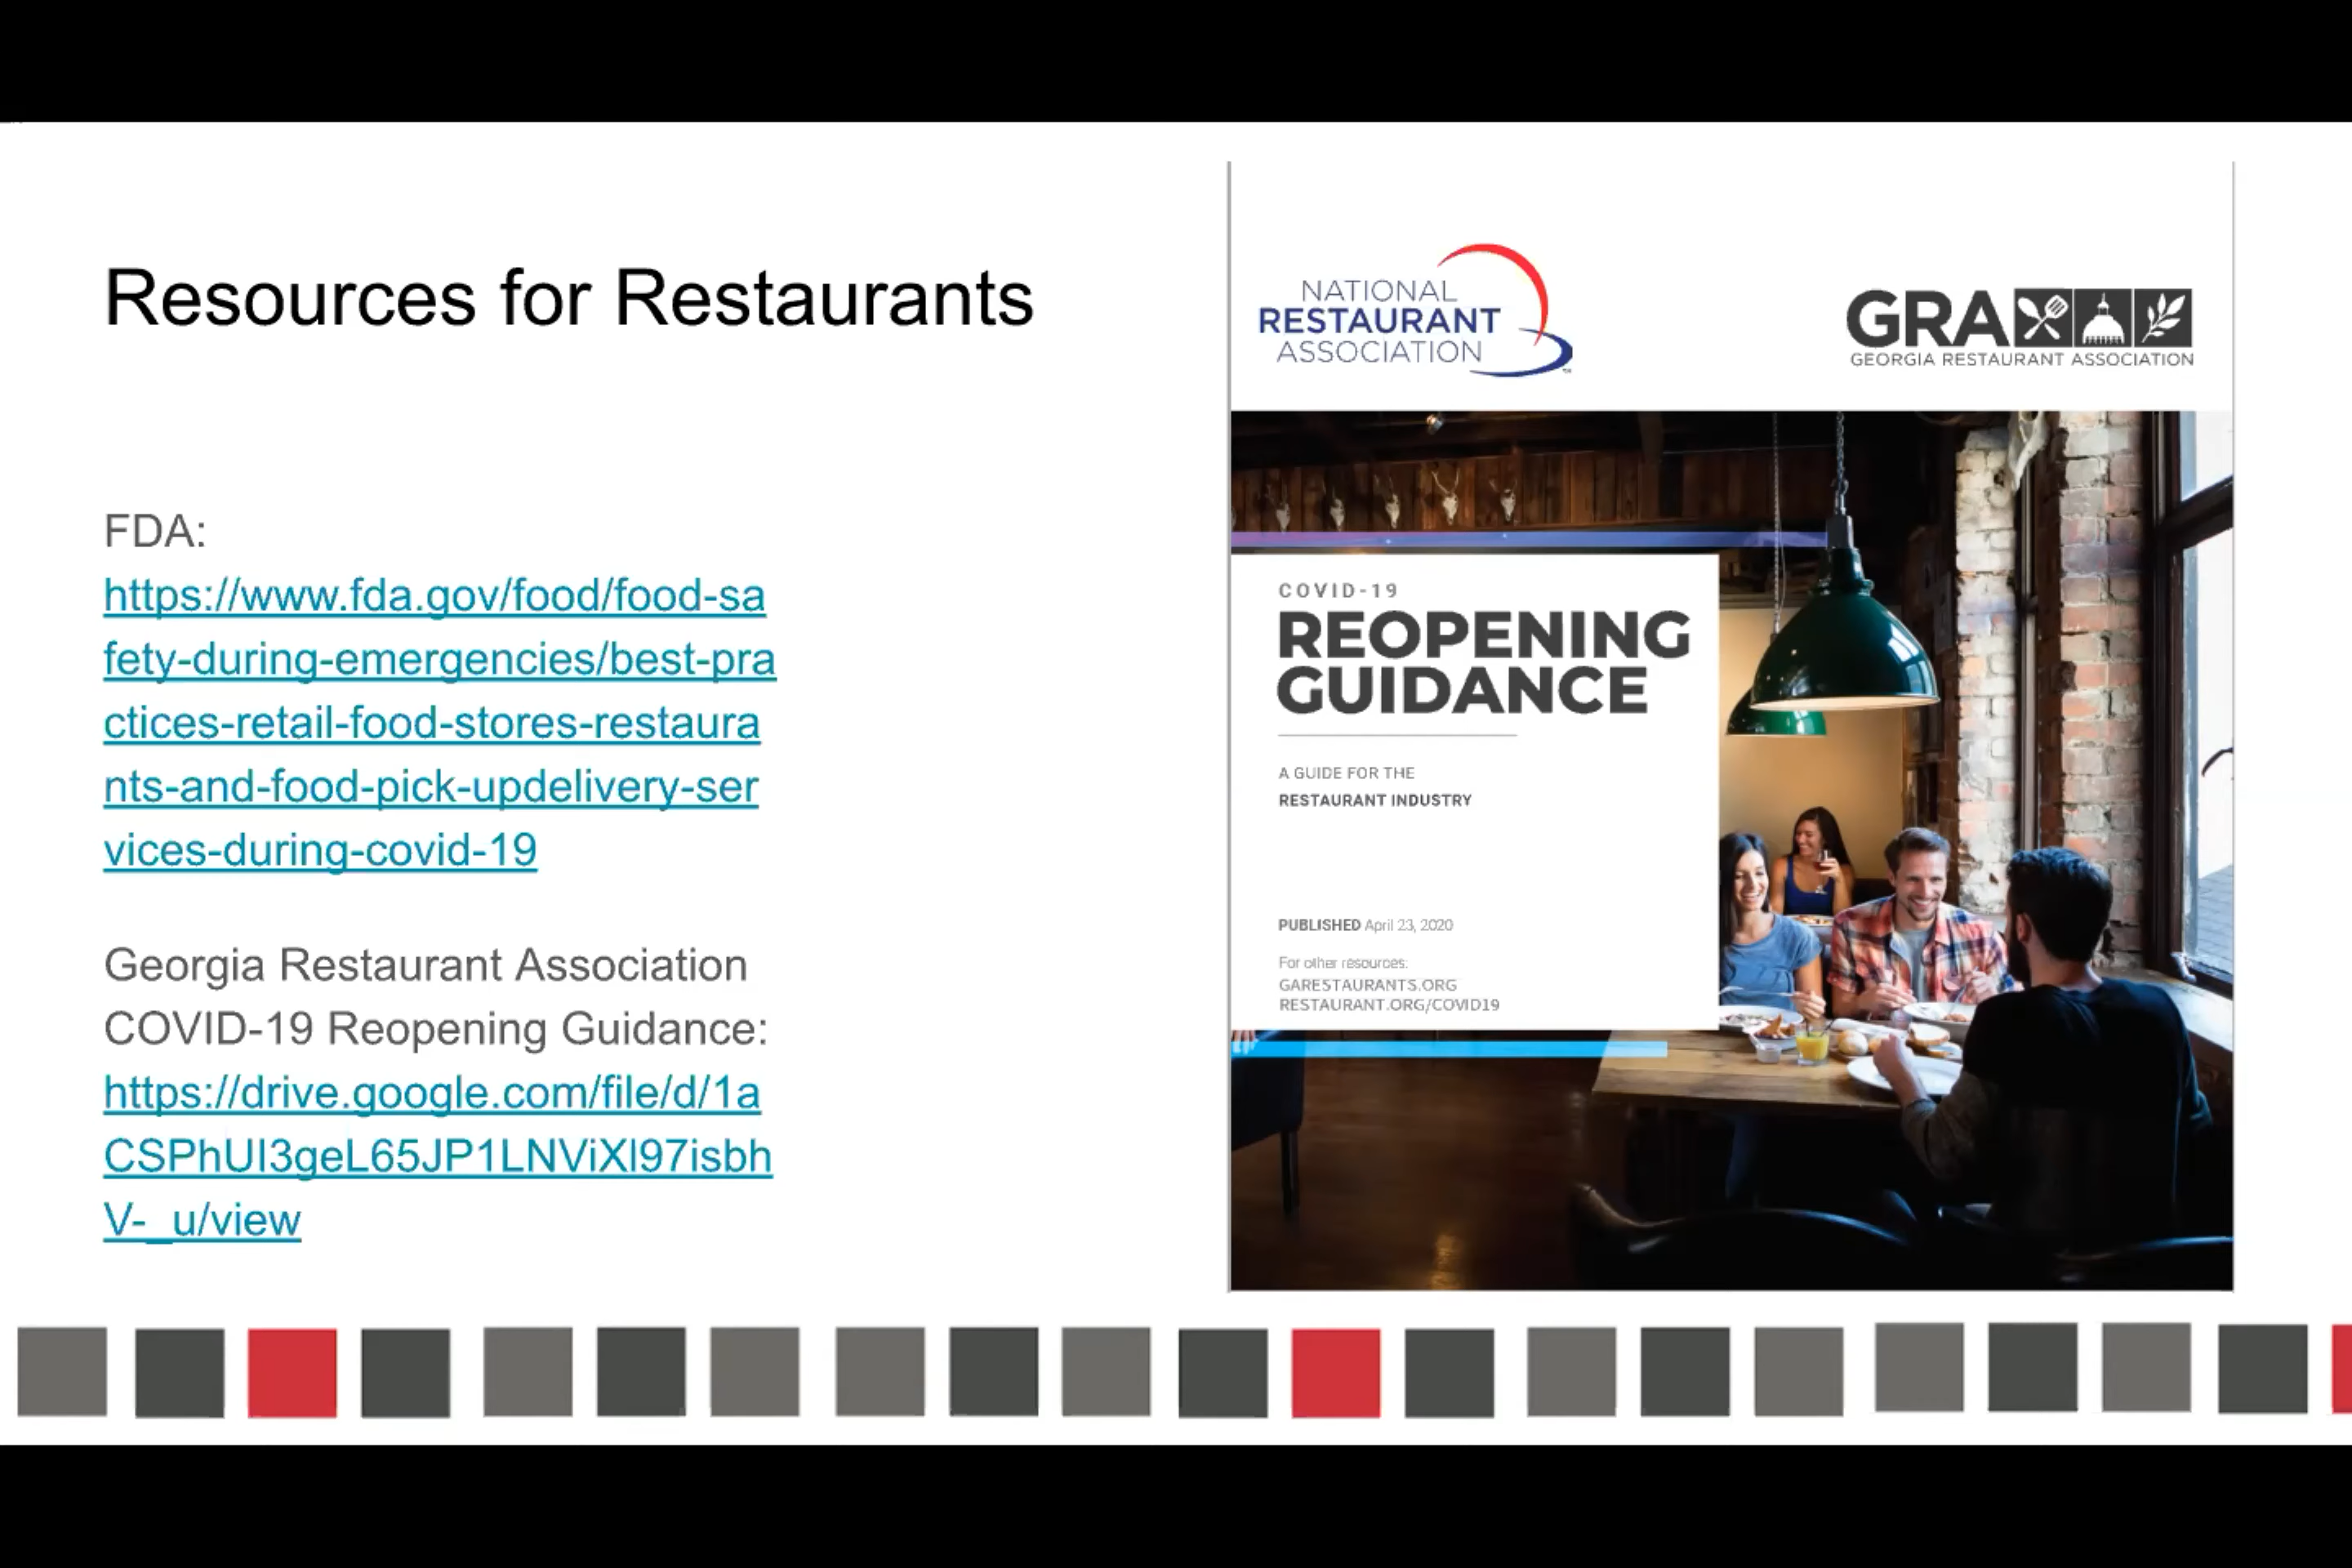 Resources for Restaurants
FDA:
https://www.fda.gov/food/food-sa
fety-during-emergencies/best-pra
ctices-retail-food-stores-restaura
nts-and-food-pick-updelivery-ser
vices-during-covid-19
Georgia Restaurant Association
COVID-19 Reopening Guidance:
https://drive.google.com/file/d/1a
CSPhUI3geL65JP1LNViXI97isbh
V-_u/view
NATIONAL
RESTAURANT
ASSOCIATION
GRA
GEORGIA RESTAURANT ASSOCIATION
COVID-19
REOPENING
GUIDANCE
A GUIDE FOR THE
RESTAURANT INDUSTRY
PUBLISHED April 23, 2020
For other resources:
GARESTAURANTS.ORG
RESTAURANT.ORG/COVID19